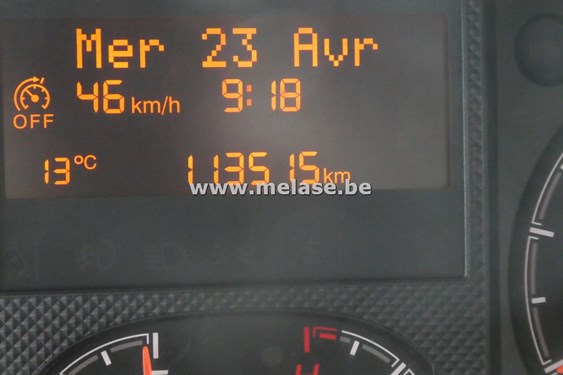 Mer 23 Avr
46 km/h 9:18
OFF
13°C 113515 km
www.melase.be